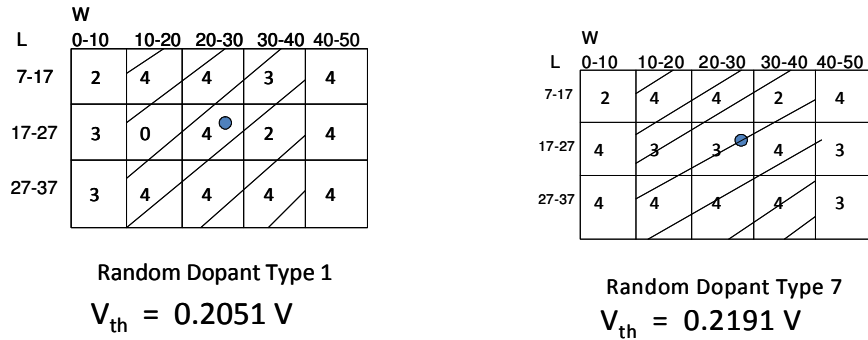 W
L 0-10 10-20 20-30 30-40 40-50
7-17 2 4 4 3 4
17-27 3 0 4 2 4
27-37 3 4 4 4 4
Random Dopant Type 1
Vth = 0.2051 V
W
L 0-10 10-20 20-30 30-40 40-50
7-17 2 4 4 2 4
17-27 4 3 3 4 3
27-37 4 4 4 4 3
Random Dopant Type 7
Vth = 0.2191 V